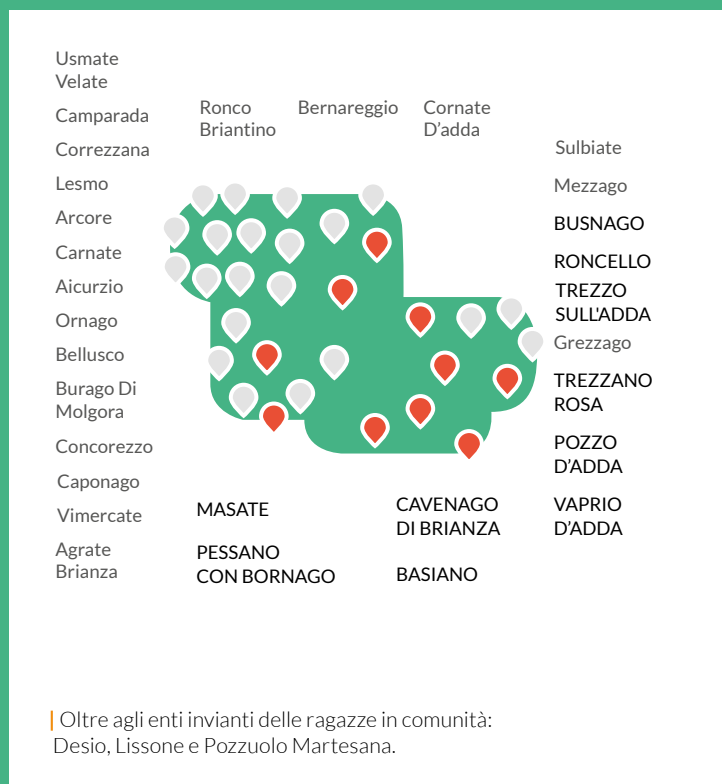 Usmate
Velate
Camparada
Correzzana
Lesmo
Arcore
Carnate
Aicurzio
Ornago
Bellusco
Burago Di
Molgora
Concorezzo
Caponago
Vimercate
Agrate
Brianza
Ronco
Briantino
Bernareggio
Cornate
D'adda
Sulbiate
Mezzago
BUSNAGO
RONCELLO
TREZZO
SULL'ADDA
Grezzago
TREZZANO
ROSA
POZZO
D'ADDA
VAPRIO
D'ADDA
MASATE
PESSANO
CON BORNAGO
CAVENAGO
DI BRIANZA
BASIANO
| Oltre agli enti invianti delle ragazze in comunità:
Desio, Lissone e Pozzuolo Martesana.